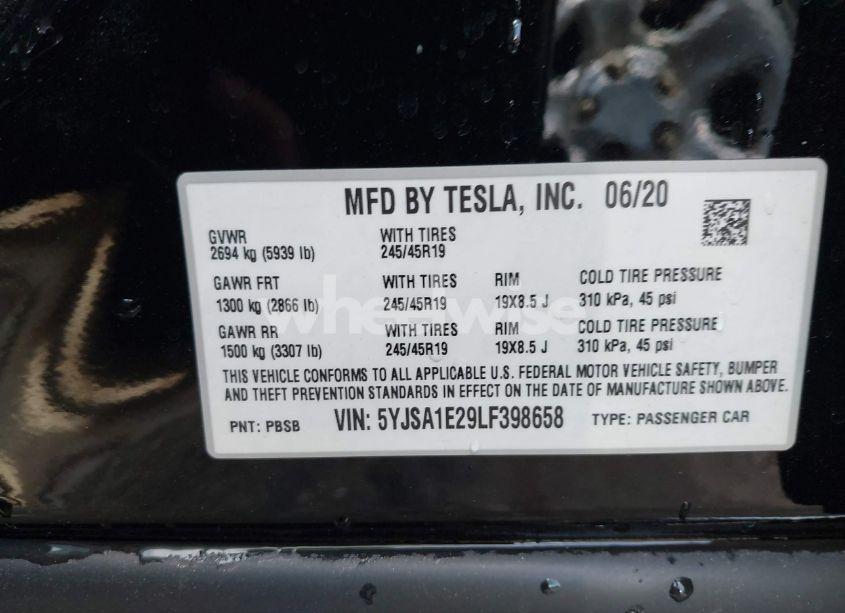 MFD BY TESLA, INC. 06/20
GVWR WITH TIRES
2694 kg (5939 lb) 245/45R19
GAWR FRT WITH TIRES RIM COLD TIRE PRESSURE
1300 kg (2866 lb) 245/45R19 19X8.5 J 310 kPa, 45 psi
GAWR RR WITH TIRES RIM COLD TIRE PRESSURE
1500 kg (3307 lb) 245/45R19 19X8.5 J 310 kPa, 45 psi
THIS VEHICLE CONFORMS TO ALL APPLICABLE U.S. FEDERAL MOTOR VEHICLE SAFETY, BUMPER
AND THEFT PREVENTION STANDARDS IN EFFECT ON THE DATE OF MANUFACTURE SHOWN ABOVE.
PNT: PBSB VIN: 5YJSA1E29LF398658 TYPE: PASSENGER CAR
wheelwise